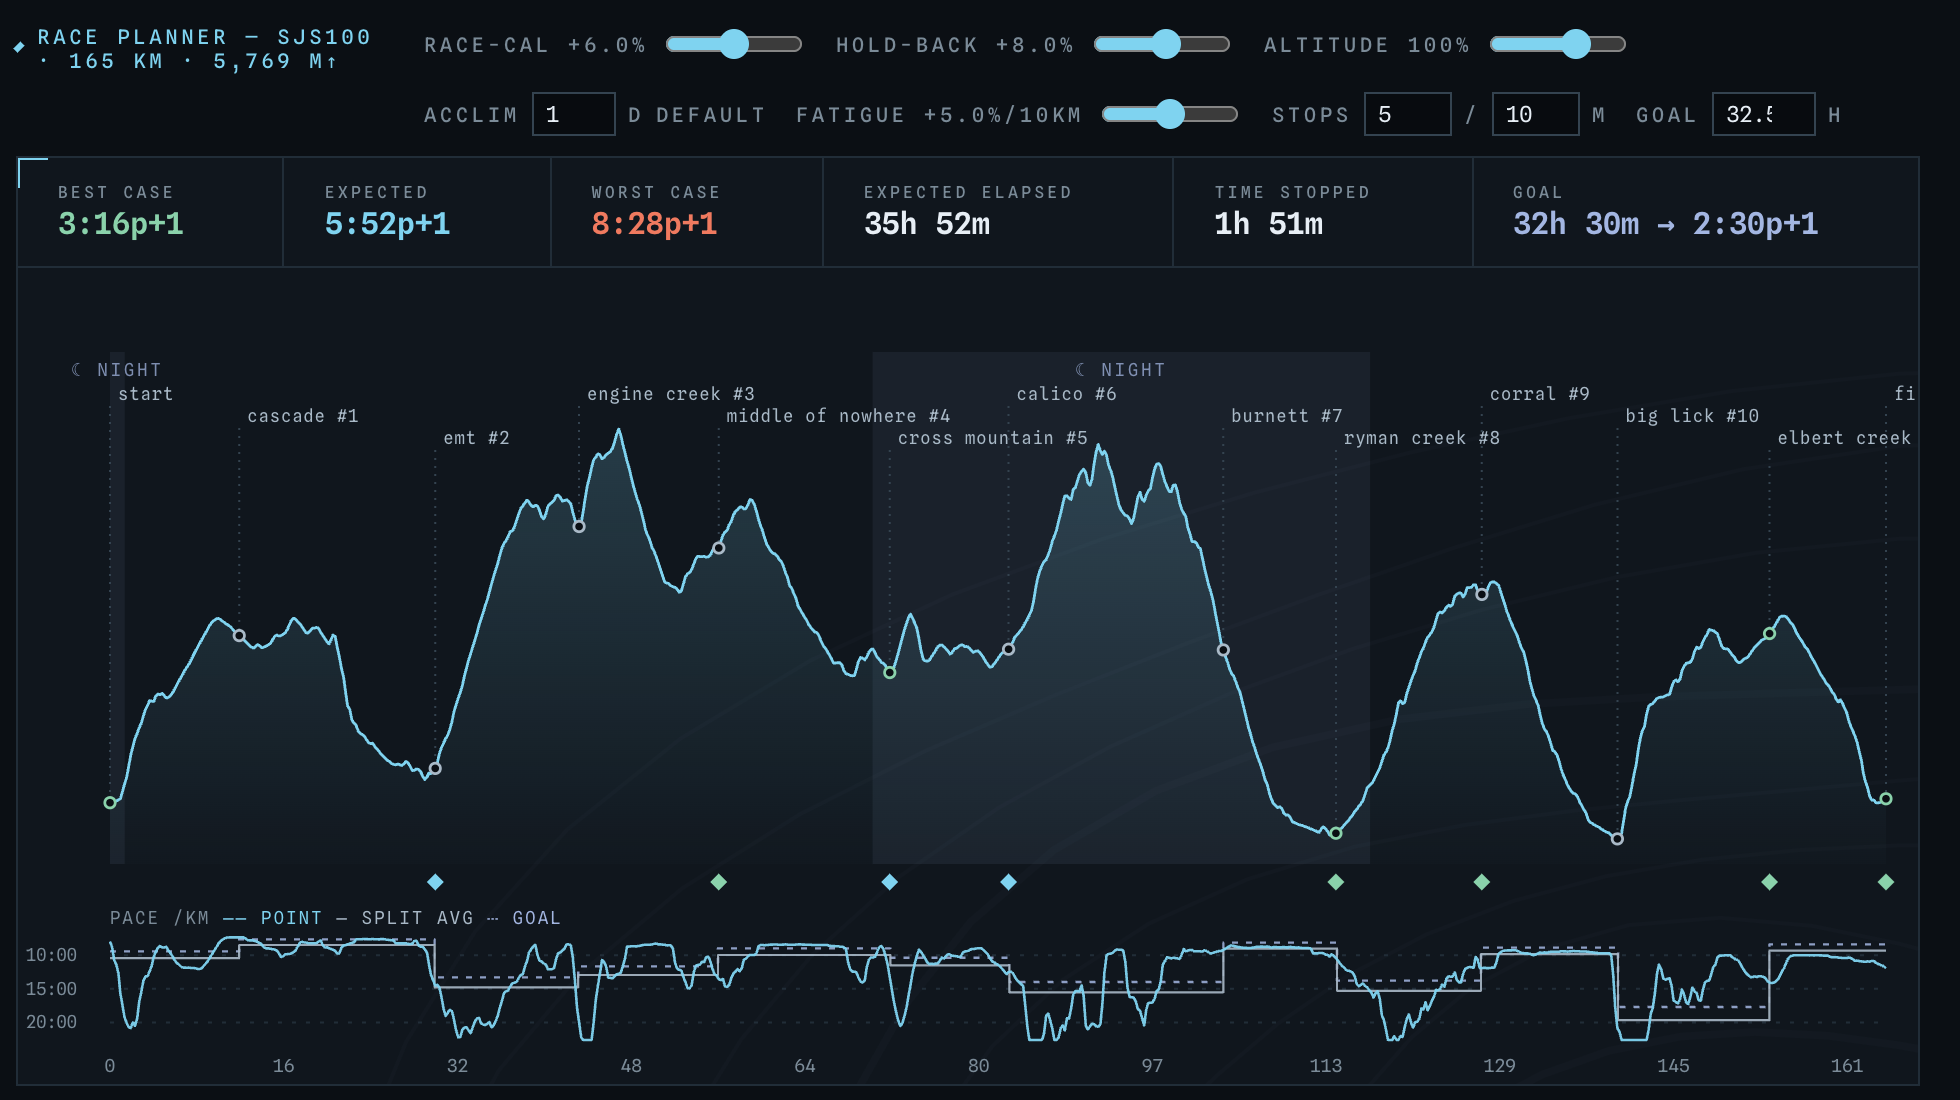 RACE PLANNER — SJS100
· 165 KM · 5,769 M↑
RACE-CAL +6.0%
HOLD-BACK +8.0%
ALTITUDE 100%
ACCLIM 1 D DEFAULT
FATIGUE +5.0%/10KM
STOPS 5 / 10 M
GOAL 32.5 H
BEST CASE
3:16p+1
EXPECTED
5:52p+1
WORST CASE
8:28p+1
EXPECTED ELAPSED
35h 52m
TIME STOPPED
1h 51m
GOAL
32h 30m → 2:30p+1
☾ NIGHT
☾ NIGHT
start
cascade #1
emt #2
engine creek #3
middle of nowhere #4
cross mountain #5
calico #6
burnett #7
ryman creek #8
corral #9
big lick #10
elbert creek
fi
PACE /KM —— POINT — SPLIT AVG ┄ GOAL
10:00
15:00
20:00
0 16 32 48 64 80 97 113 129 145 161